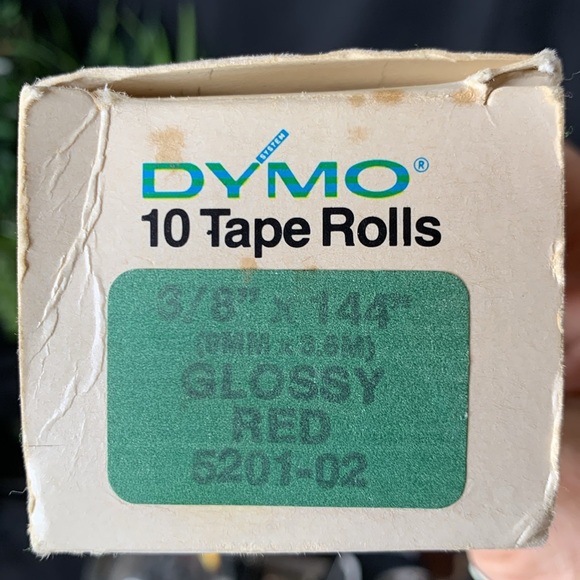 SYSTEM
DYMO®
10 Tape Rolls
3/8" x 144"
(9MM x 3.6M)
GLOSSY
RED
5201-02